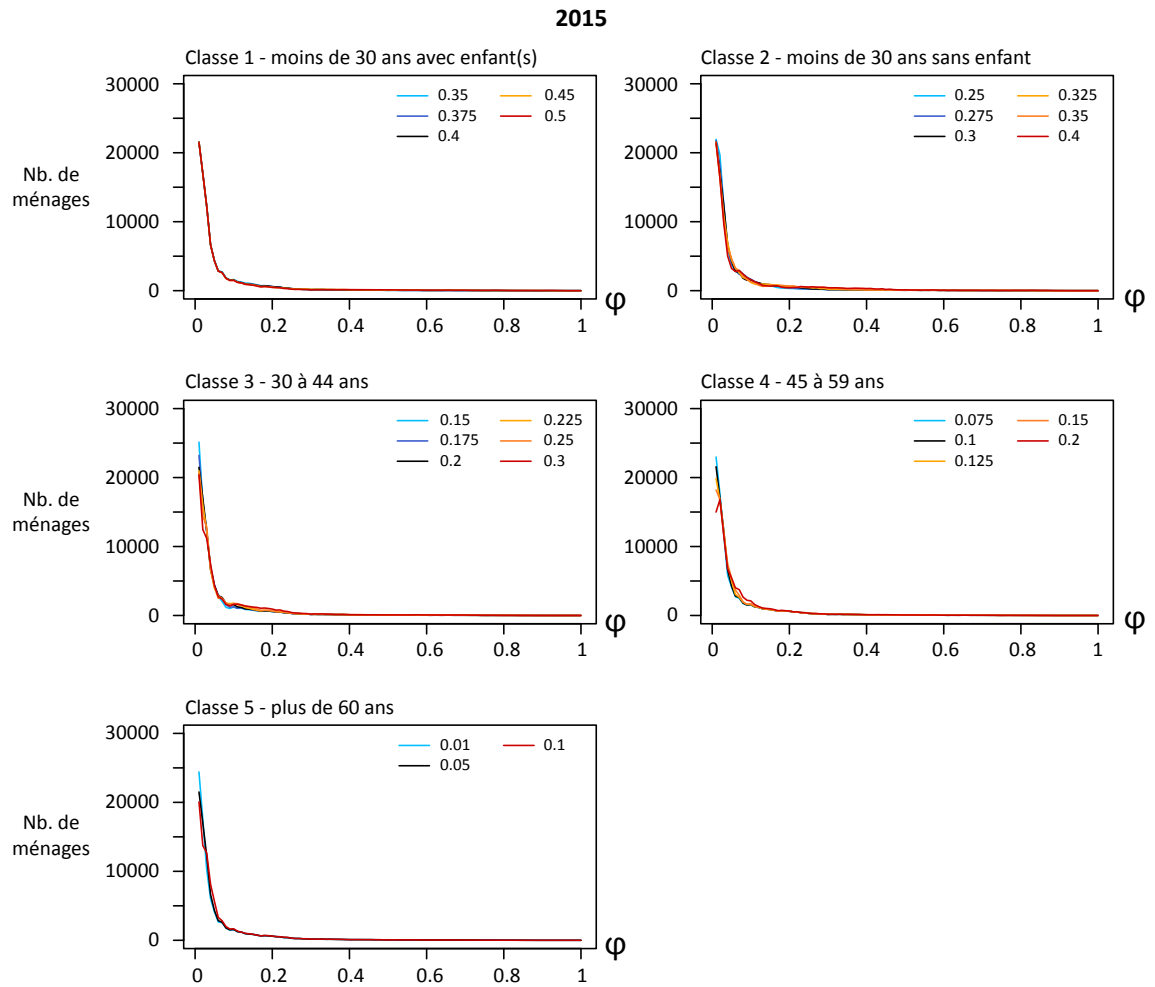 2015
Classe 1 - moins de 30 ans avec enfant(s)
30000
20000
10000
0
Nb. de
ménages
0.35 0.45
0.375 0.5
0.4
0 0.2 0.4 0.6 0.8 1
φ
Classe 2 - moins de 30 ans sans enfant
30000
20000
10000
0
0.25 0.325
0.275 0.35
0.3 0.4
0 0.2 0.4 0.6 0.8 1
φ
Classe 3 - 30 à 44 ans
30000
20000
10000
0
Nb. de
ménages
0.15 0.225
0.175 0.25
0.2 0.3
0 0.2 0.4 0.6 0.8 1
φ
Classe 4 - 45 à 59 ans
30000
20000
10000
0
0.075 0.15
0.1 0.2
0.125
0 0.2 0.4 0.6 0.8 1
φ
Classe 5 - plus de 60 ans
30000
20000
10000
0
Nb. de
ménages
0.01 0.1
0.05
0 0.2 0.4 0.6 0.8 1
φ